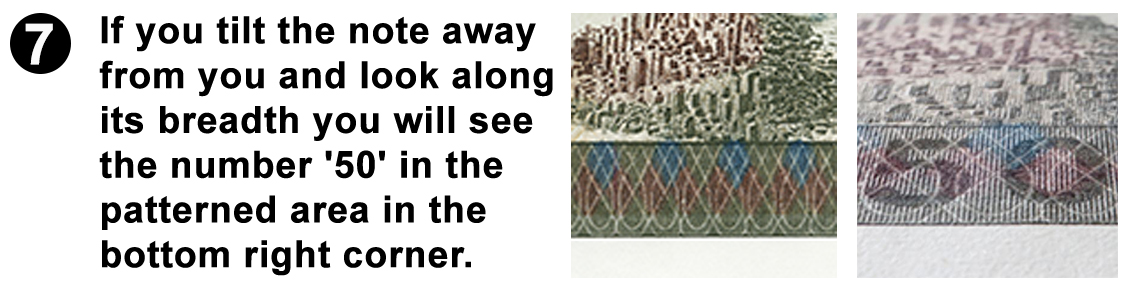 7
If you tilt the note away
from you and look along
its breadth you will see
the number '50' in the
patterned area in the
bottom right corner.
50